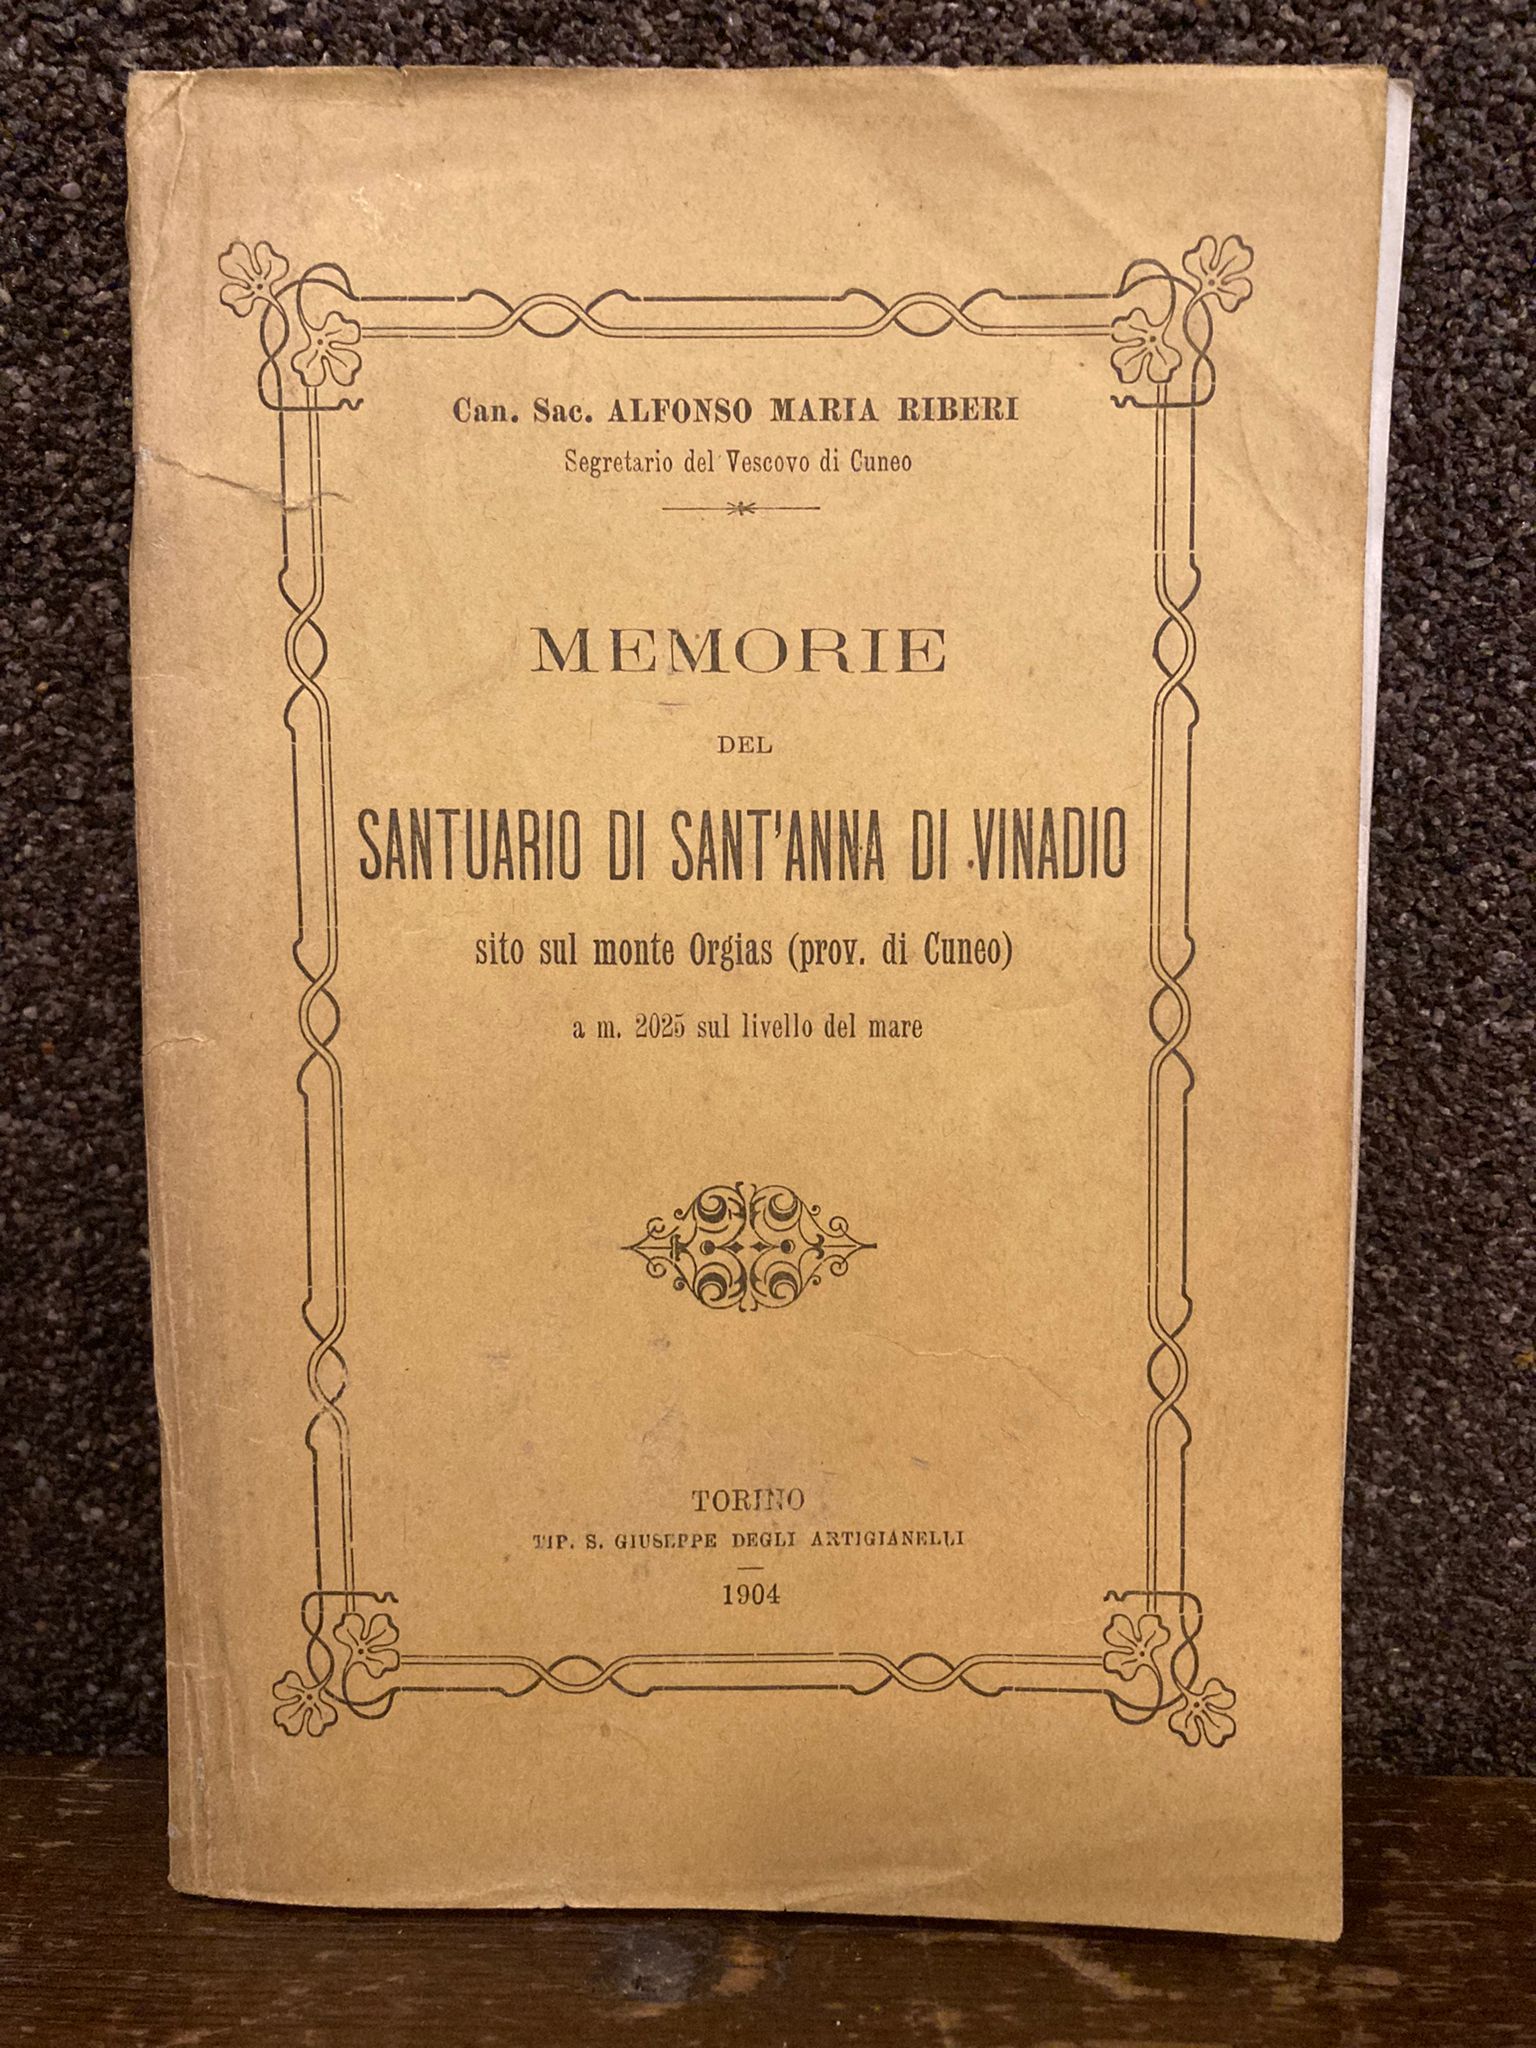 Can. Sac. ALFONSO MARIA RIBERI
Segretario del Vescovo di Cuneo
MEMORIE
DEL
SANTUARIO DI SANT'ANNA DI VINADIO
sito sul monte Orgias (prov. di Cuneo)
a m. 2025 sul livello del mare
TORINO
TIP. S. GIUSEPPE DEGLI ARTIGIANELLI
1904